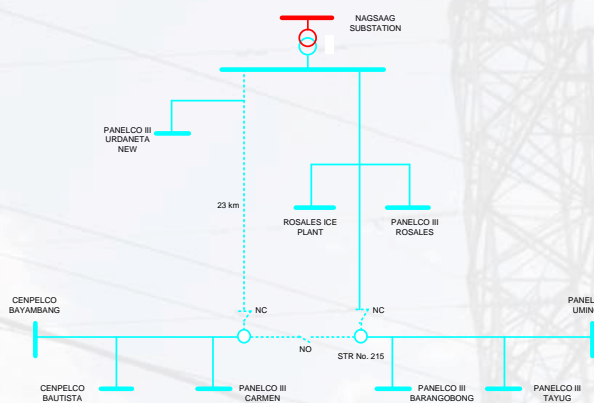 NAGSAAG
SUBSTATION
PANELCO III
URDANETA
NEW
23 km
ROSALES ICE
PLANT
PANELCO III
ROSALES
CENPELCO
BAYAMBANG
NC
NC
NO
STR No. 215
CENPELCO
BAUTISTA
PANELCO III
CARMEN
PANELCO III
BARANGOBONG
PANELCO III
TAYUG